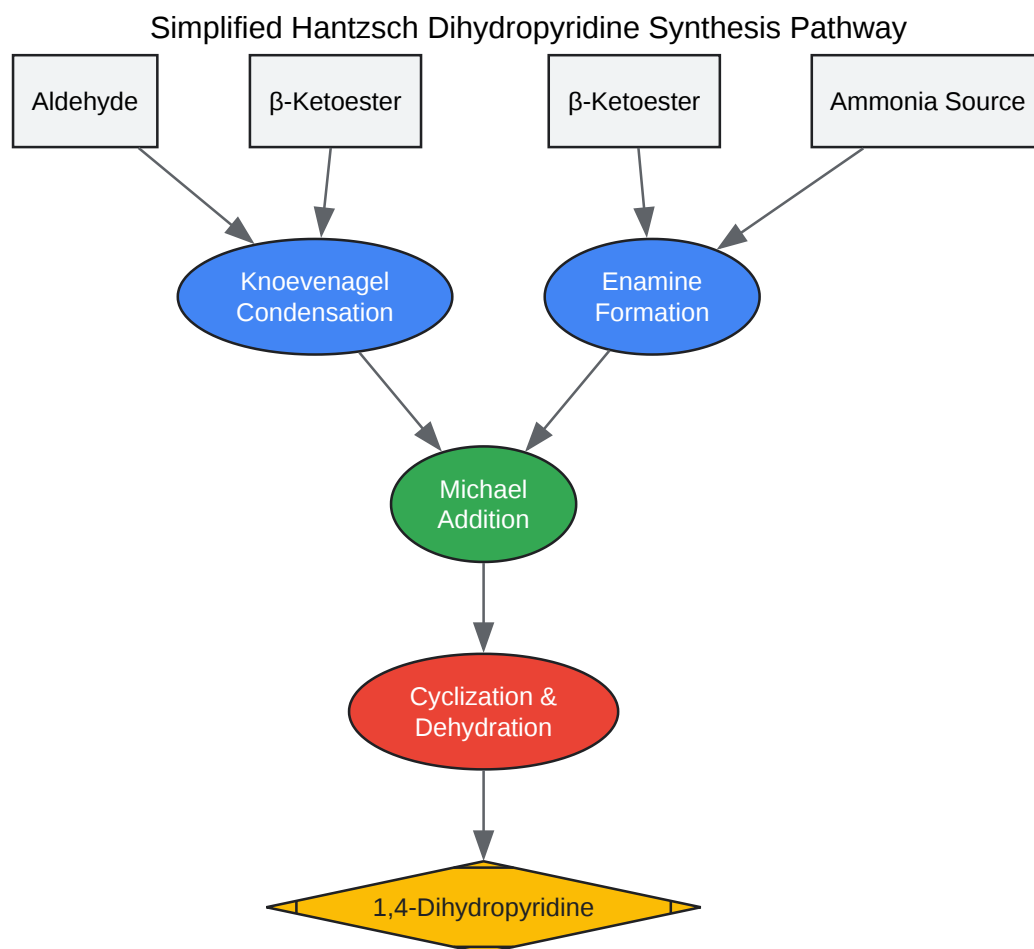 Simplified Hantzsch Dihydropyridine Synthesis Pathway
Aldehyde
β-Ketoester
β-Ketoester
Ammonia Source
Knoevenagel
Condensation
Enamine
Formation
Michael
Addition
Cyclization &
Dehydration
1,4-Dihydropyridine